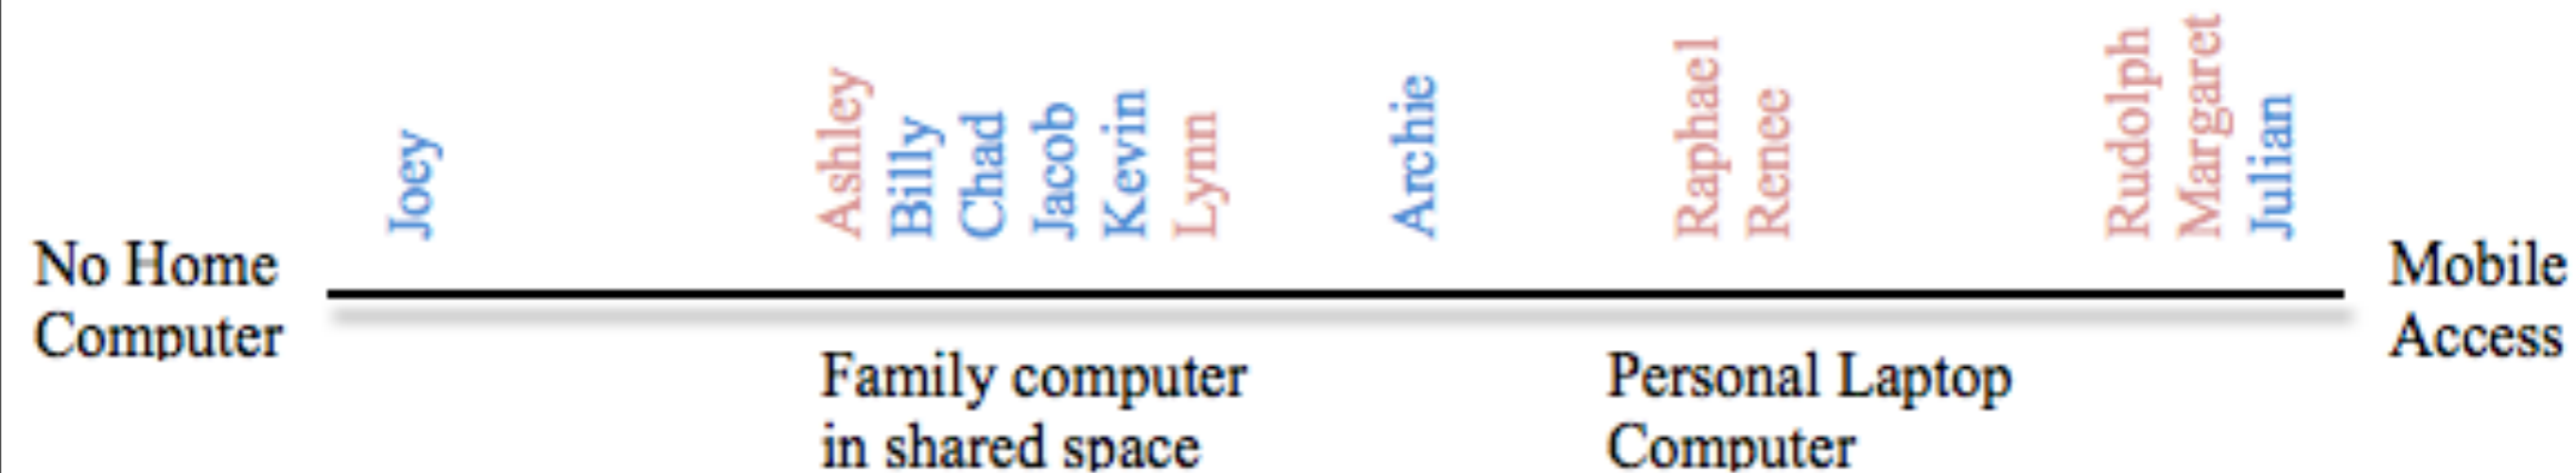 Joey
Ashley
Billy
Chad
Jacob
Kevin
Lynn
Archie
Raphael
Renee
Rudolph
Margaret
Julian
No Home
Computer
Family computer
in shared space
Personal Laptop
Computer
Mobile
Access